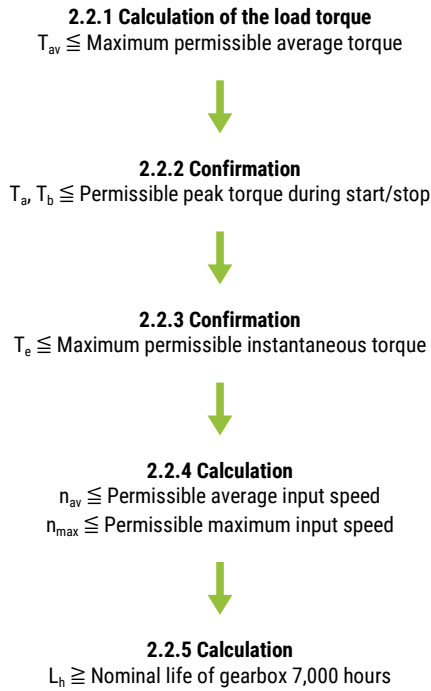 2.2.1 Calculation of the load torque
Tav ≦ Maximum permissible average torque
2.2.2 Confirmation
Ta, Tb ≦ Permissible peak torque during start/stop
2.2.3 Confirmation
Te ≦ Maximum permissible instantaneous torque
2.2.4 Calculation
nav ≦ Permissible average input speed
nmax ≦ Permissible maximum input speed
2.2.5 Calculation
Lh ≧ Nominal life of gearbox 7,000 hours